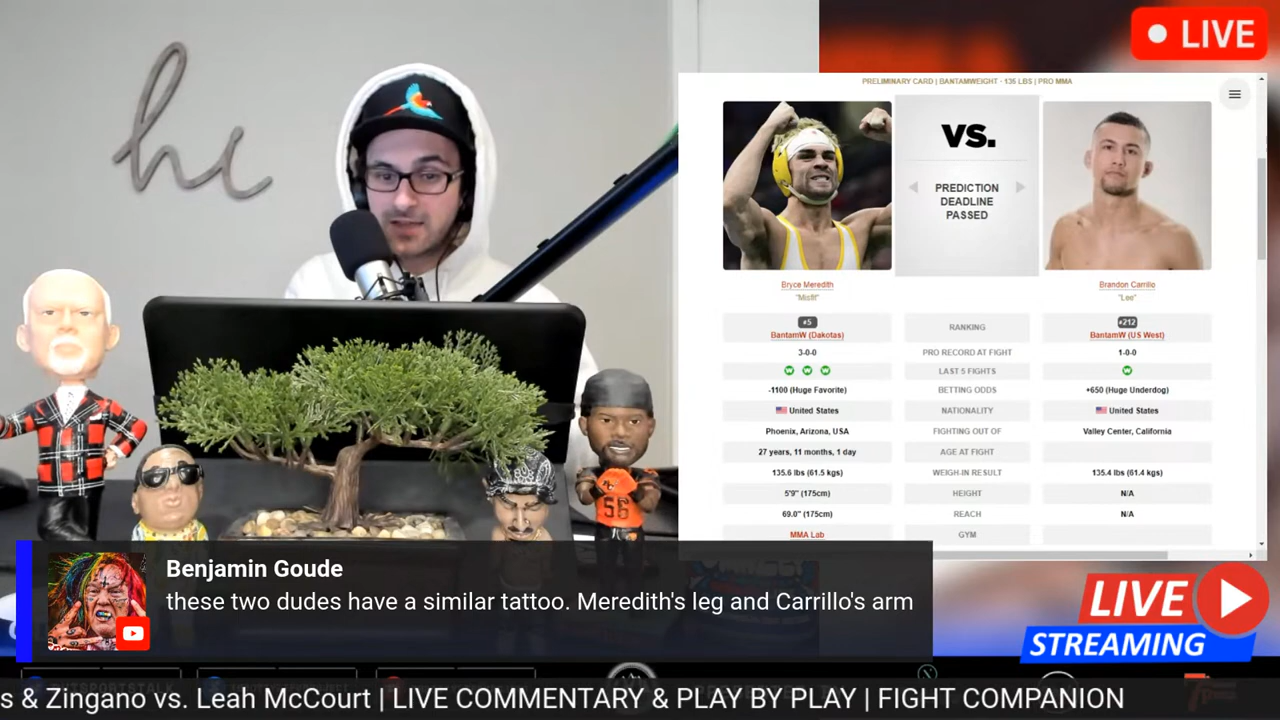 LIVE
hi
PRELIMINARY CARD | BANTAMWEIGHT · 135 LBS | PRO MMA
VS.
PREDICTION
DEADLINE
PASSED
Bryce Meredith
"Misfit"
Brandon Carrillo
"Leo"
#5
BantamW (Dakotas)
RANKING
#212
BantamW (US West)
3-0-0
PRO RECORD AT FIGHT
1-0-0
W W W
LAST 5 FIGHTS
W
-1100 (Huge Favorite)
BETTING ODDS
+650 (Huge Underdog)
United States
NATIONALITY
United States
Phoenix, Arizona, USA
FIGHTING OUT OF
Valley Center, California
27 years, 11 months, 1 day
AGE AT FIGHT
135.6 lbs (61.5 kgs)
WEIGH-IN RESULT
135.4 lbs (61.4 kgs)
5'9" (175cm)
HEIGHT
N/A
69.0" (175cm)
REACH
N/A
MMA Lab
GYM
56
Benjamin Goude
these two dudes have a similar tattoo. Meredith's leg and Carrillo's arm
LIVE
STREAMING
s & Zingano vs. Leah McCourt | LIVE COMMENTARY & PLAY BY PLAY | FIGHT COMPANION